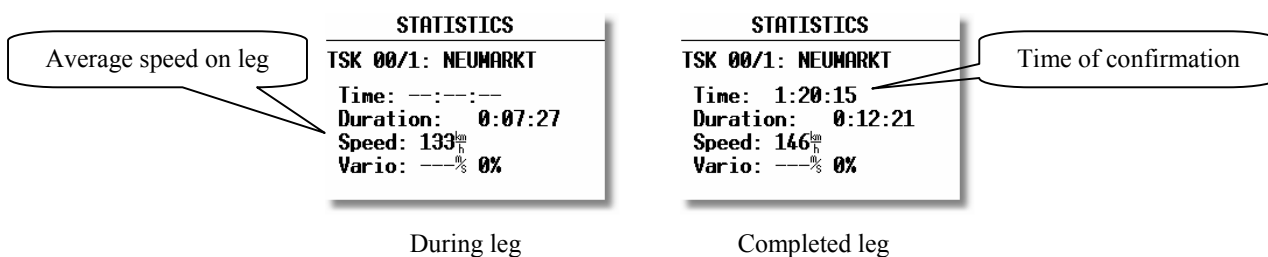 STATISTICS
TSK 00/1: NEUMARKT
Time: --:--:--
Duration: 0:07:27
Speed: 133km/h
Vario: ---m/s 0%
Average speed on leg
During leg
STATISTICS
TSK 00/1: NEUMARKT
Time: 1:20:15
Duration: 0:12:21
Speed: 146km/h
Vario: ---m/s 0%
Time of confirmation
Completed leg